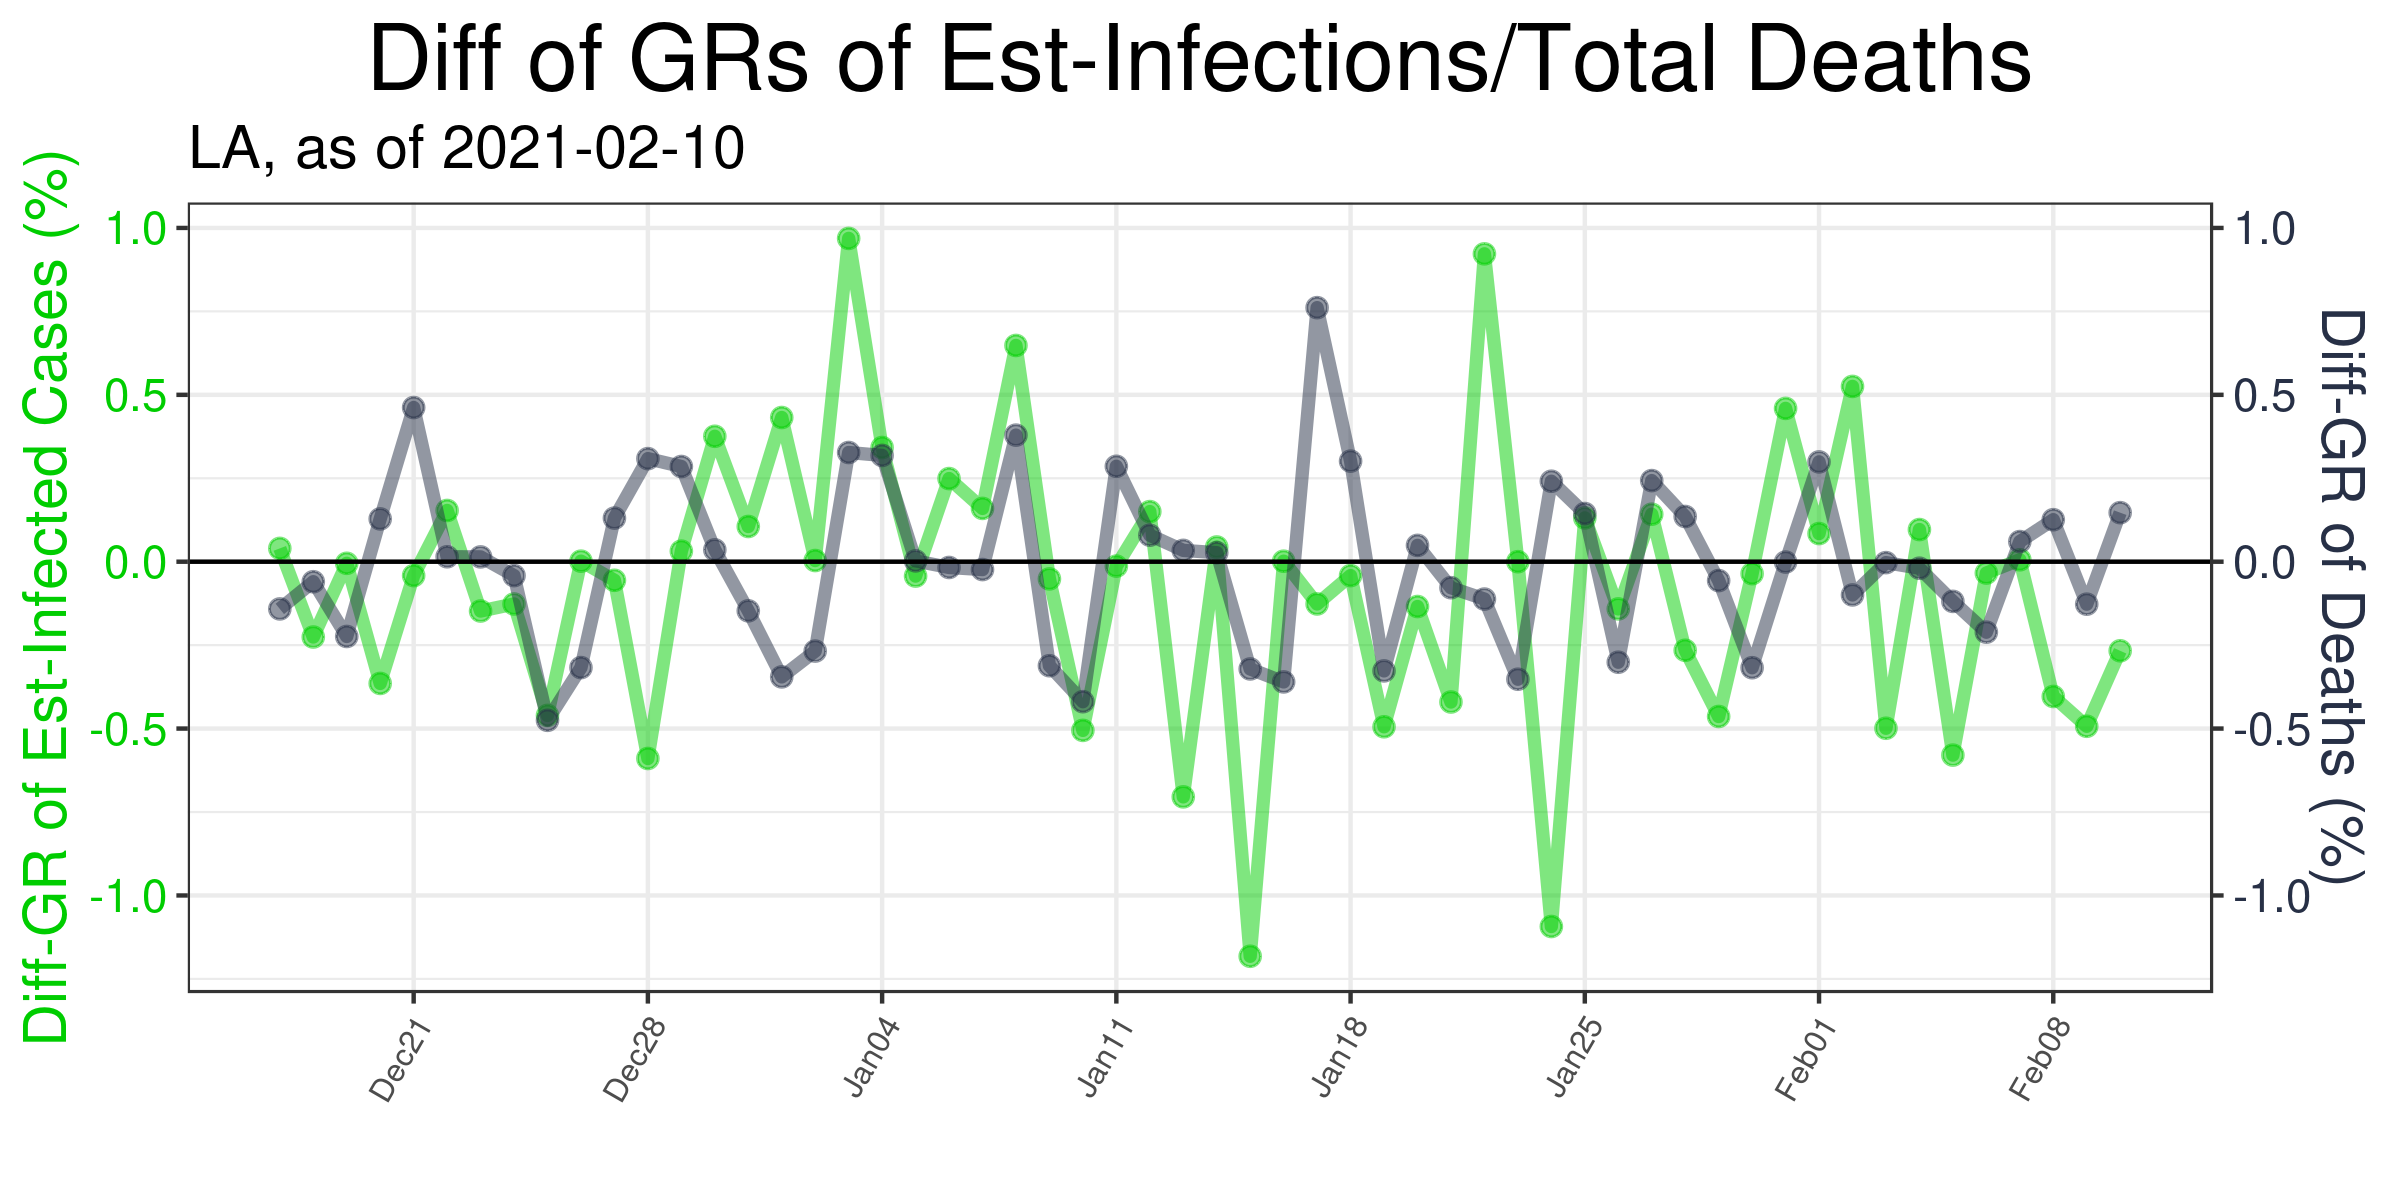 Diff of GRs of Est-Infections/Total Deaths
LA, as of 2021-02-10
Diff-GR of Est-Infected Cases (%)
1.0
0.5
0.0
-0.5
-1.0
1.0
0.5
0.0
-0.5
-1.0
Diff-GR of Deaths (%)
Dec21
Dec28
Jan04
Jan11
Jan18
Jan25
Feb01
Feb08